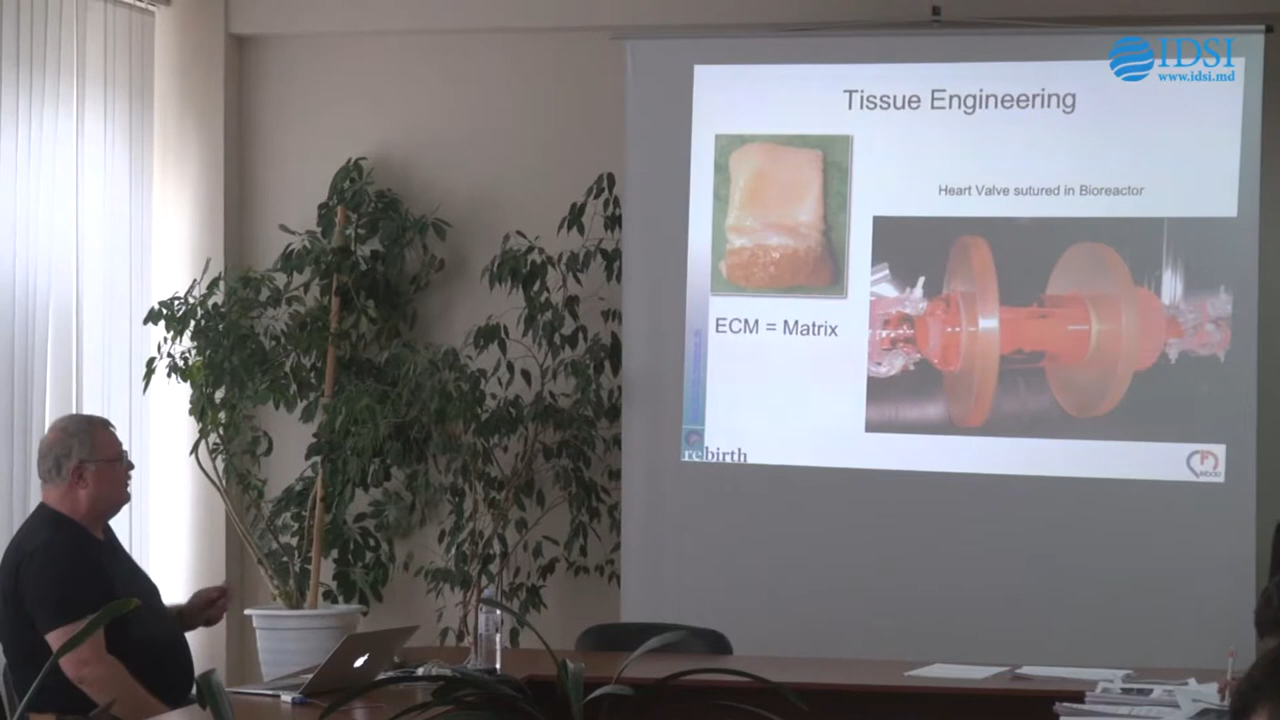 IDSI
www.idsi.md
Tissue Engineering
Heart Valve sutured in Bioreactor
ECM = Matrix
rebirth